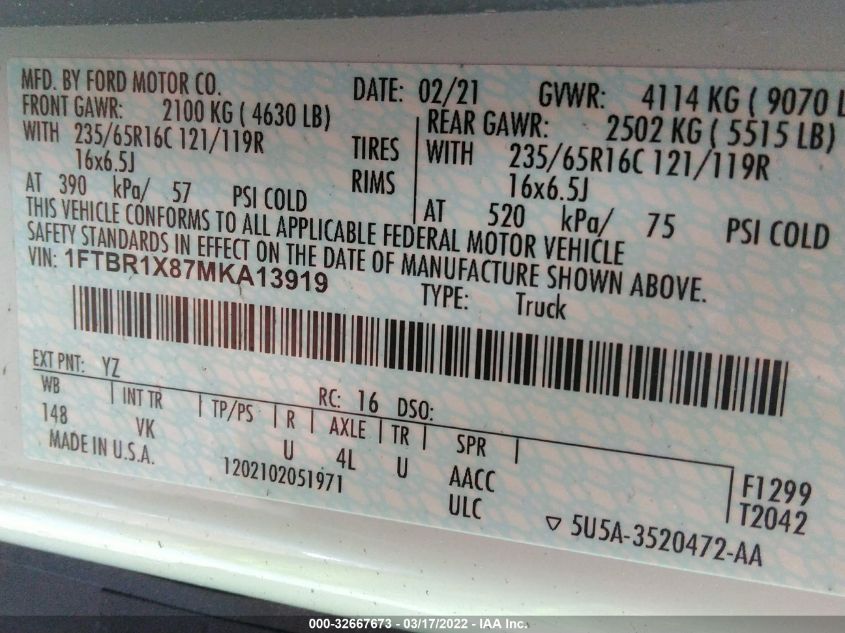 MFD. BY FORD MOTOR CO. DATE: 02/21 GVWR: 4114 KG ( 9070 L
FRONT GAWR: 2100 KG ( 4630 LB) REAR GAWR: 2502 KG ( 5515 LB)
WITH 235/65R16C 121/119R TIRES WITH 235/65R16C 121/119R
16x6.5J RIMS 16x6.5J
AT 390 kPa/ 57 PSI COLD AT 520 kPa/ 75 PSI COLD
THIS VEHICLE CONFORMS TO ALL APPLICABLE FEDERAL MOTOR VEHICLE
SAFETY STANDARDS IN EFFECT ON THE DATE OF MANUFACTURE SHOWN ABOVE.
VIN: 1FTBR1X87MKA13919 TYPE: Truck
EXT PNT: YZ RC: 16 DSO:
WB INT TR TP/PS R AXLE TR SPR
148 VK U 4L U AACC F1299
MADE IN U.S.A. 1202102051971 ULC T2042
▽ 5U5A-3520472-AA
000-32667673 - 03/17/2022 - IAA Inc.